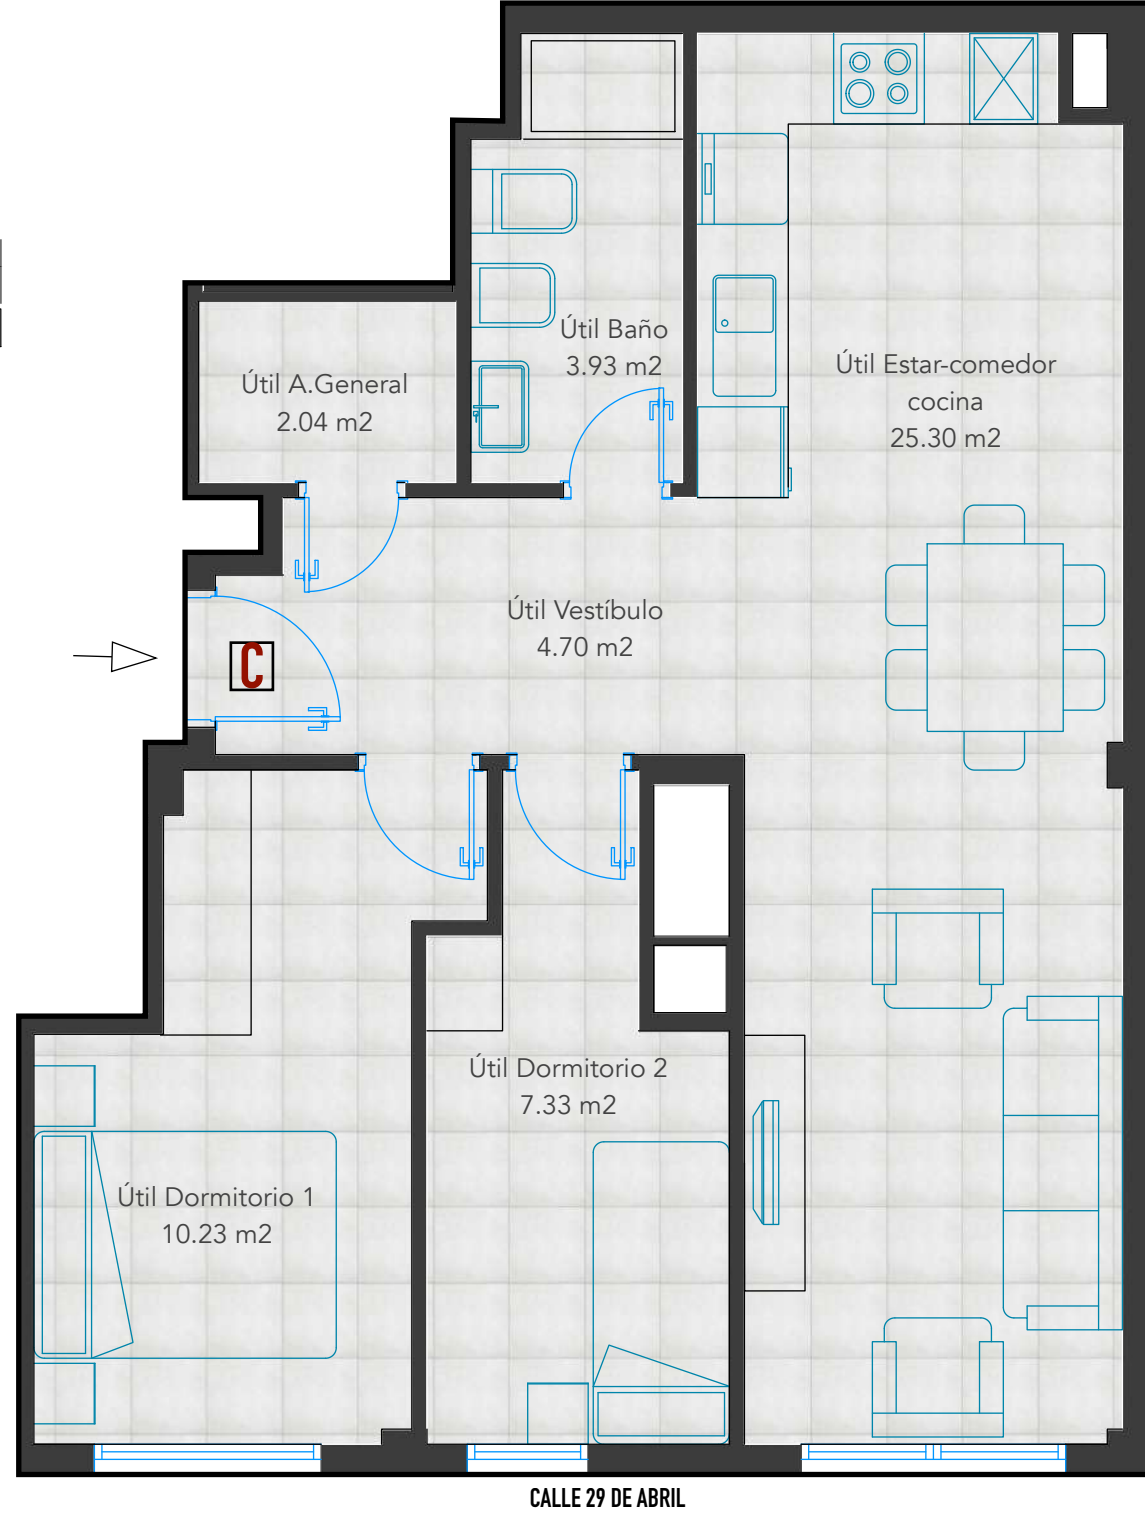 Útil Baño
3.93 m2
Útil A.General
2.04 m2
Útil Estar-comedor
cocina
25.30 m2
Útil Vestíbulo
4.70 m2
C
Útil Dormitorio 2
7.33 m2
Útil Dormitorio 1
10.23 m2
CALLE 29 DE ABRIL